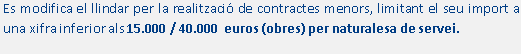 Es modifica el llindar per la realització de contractes menors, limitant el seu import a
una xifra inferior als 15.000 / 40.000 euros (obres) per naturalesa de servei.